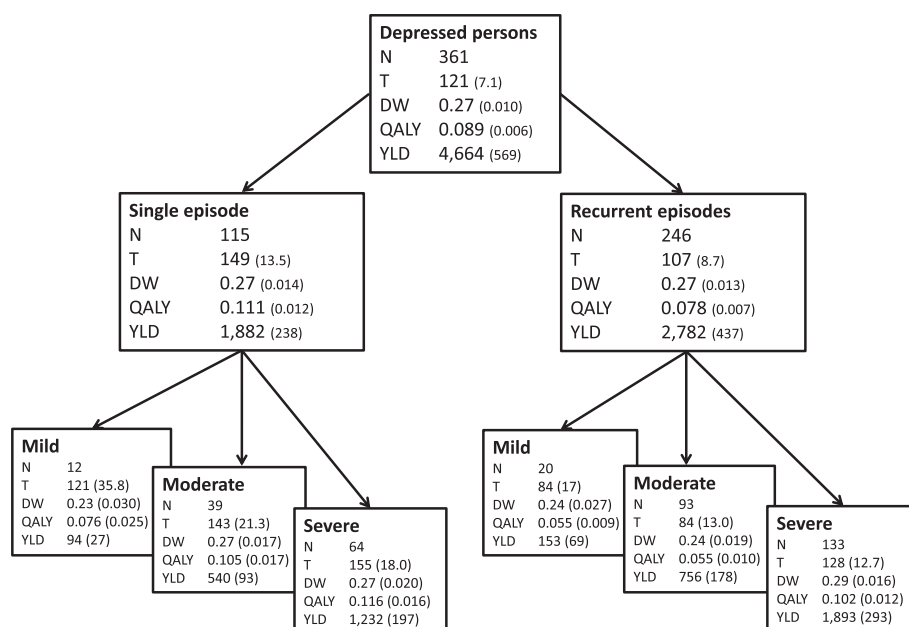 Depressed persons
N 361
T 121 (7.1)
DW 0.27 (0.010)
QALY 0.089 (0.006)
YLD 4,664 (569)
Single episode
N 115
T 149 (13.5)
DW 0.27 (0.014)
QALY 0.111 (0.012)
YLD 1,882 (238)
Recurrent episodes
N 246
T 107 (8.7)
DW 0.27 (0.013)
QALY 0.078 (0.007)
YLD 2,782 (437)
Mild
N 12
T 121 (35.8)
DW 0.23 (0.030)
QALY 0.076 (0.025)
YLD 94 (27)
Moderate
N 39
T 143 (21.3)
DW 0.27 (0.017)
QALY 0.105 (0.017)
YLD 540 (93)
Severe
N 64
T 155 (18.0)
DW 0.27 (0.020)
QALY 0.116 (0.016)
YLD 1,232 (197)
Mild
N 20
T 84 (17)
DW 0.24 (0.027)
QALY 0.055 (0.009)
YLD 153 (69)
Moderate
N 93
T 84 (13.0)
DW 0.24 (0.019)
QALY 0.055 (0.010)
YLD 756 (178)
Severe
N 133
T 128 (12.7)
DW 0.29 (0.016)
QALY 0.102 (0.012)
YLD 1,893 (293)